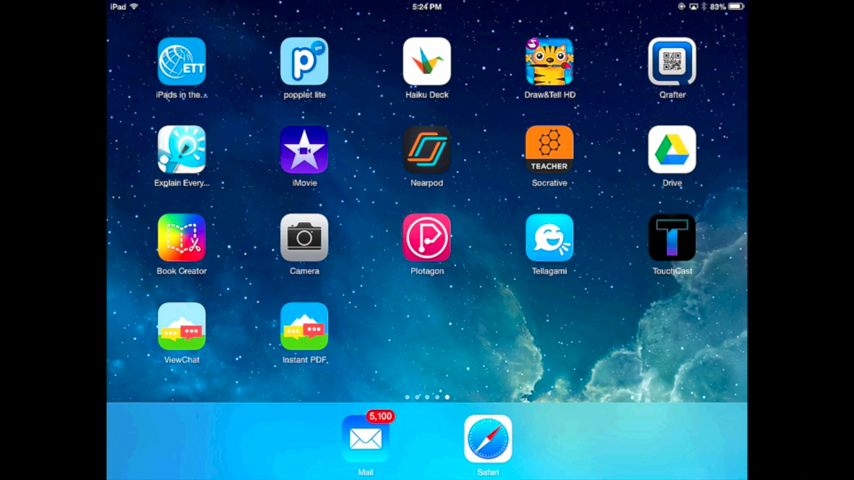 iPad 5:24 PM 83%
ETT
iPads in the...
p
popplet lite
Haiku Deck
Draw&Tell HD
Qrafter
Explain Every...
iMovie
Nearpod
TEACHER
Socrative
Drive
Book Creator
Camera
Plotagon
Tellagami
T
TouchCast
ViewChat
Instant PDF
5,100
Mail
Safari